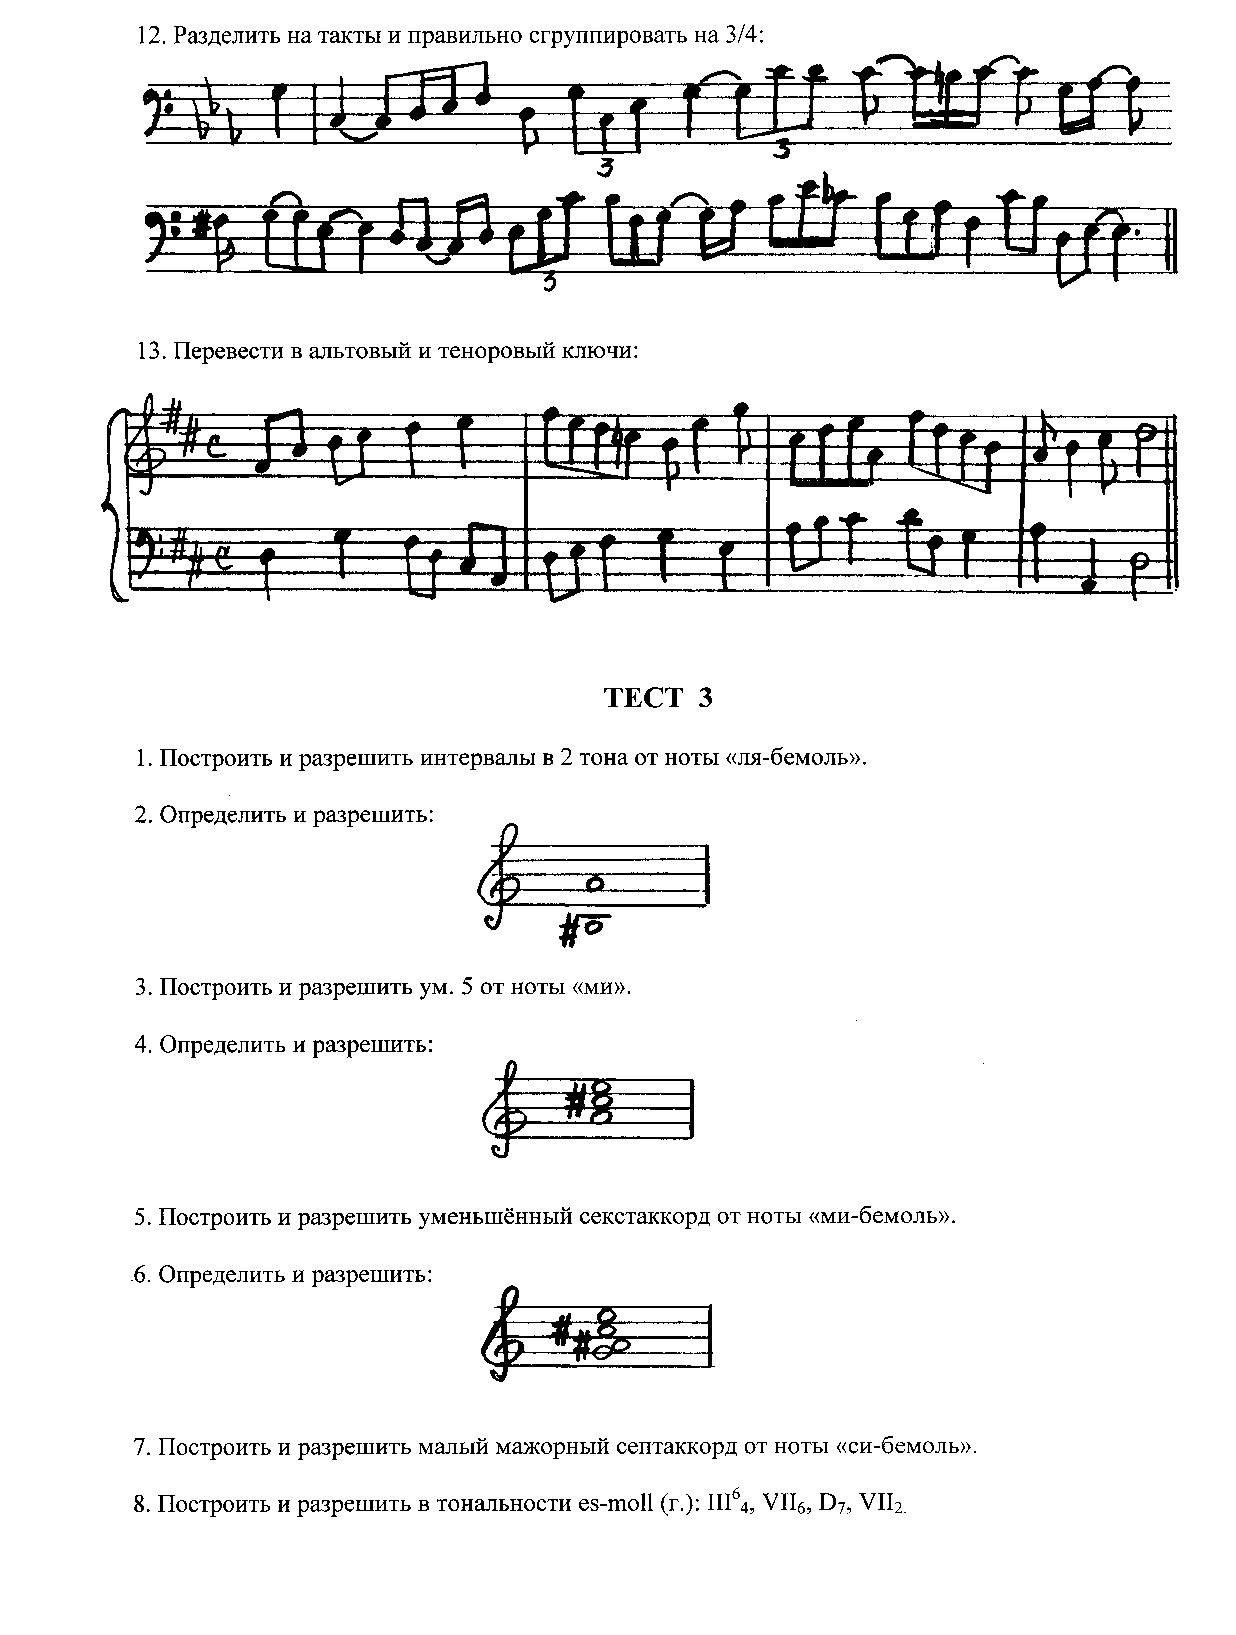 12. Разделить на такты и правильно сгруппировать на 3/4:
3
3
3
13. Перевести в альтовый и теноровый ключи:
ТЕСТ 3
1. Построить и разрешить интервалы в 2 тона от ноты «ля-бемоль».
2. Определить и разрешить:
3. Построить и разрешить ум. 5 от ноты «ми».
4. Определить и разрешить:
5. Построить и разрешить уменьшённый секстаккорд от ноты «ми-бемоль».
6. Определить и разрешить:
7. Построить и разрешить малый мажорный септаккорд от ноты «си-бемоль».
8. Построить и разрешить в тональности es-moll (г.): III⁶₄, VII₆, D₇, VII₂.